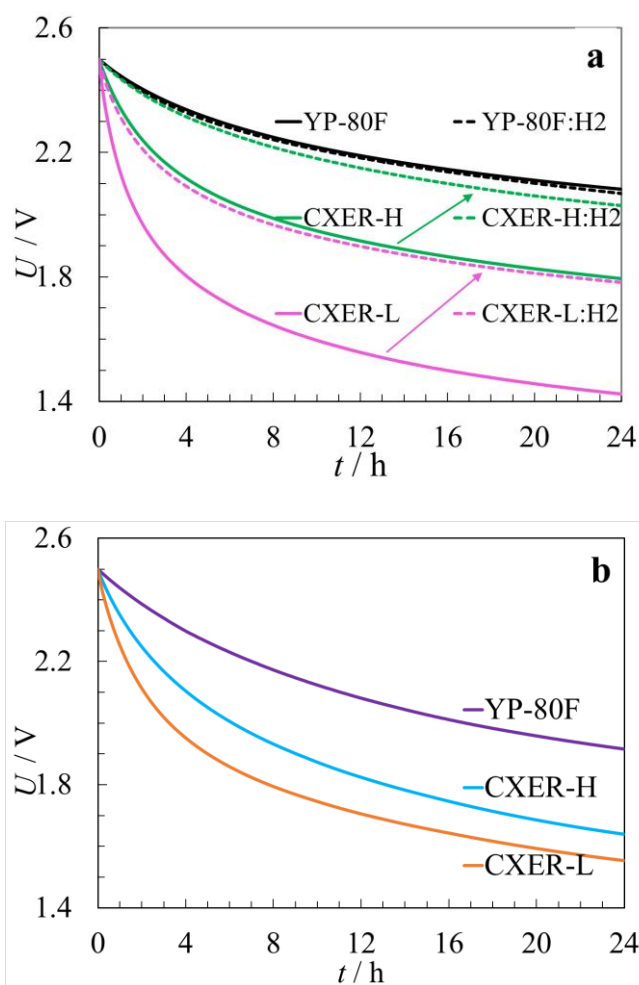 a
2.6
2.2
1.8
1.4
U / V
YP-80F YP-80F:H2
CXER-H CXER-H:H2
CXER-L CXER-L:H2
0 4 8 12 16 20 24
t / h
b
2.6
2.2
1.8
1.4
U / V
YP-80F
CXER-H
CXER-L
0 4 8 12 16 20 24
t / h